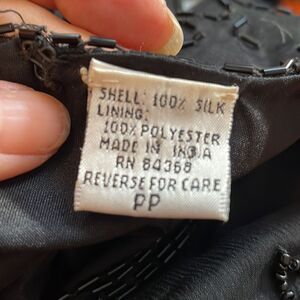 SHELL: 100% SILK
LINING:
100% POLYESTER
MADE IN INDIA
RN 84368
REVERSE FOR CARE
PP